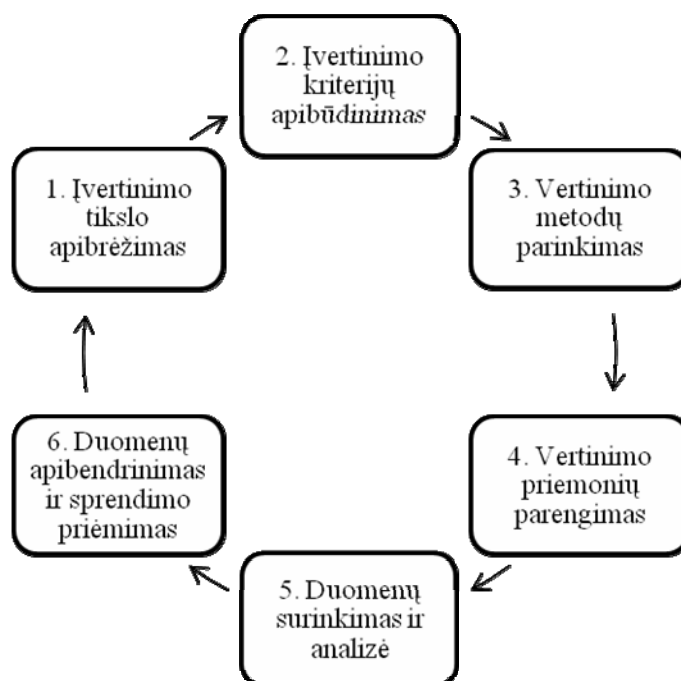 1. Įvertinimo
tikslo
apibrėžimas
2. Įvertinimo
kriterijų
apibūdinimas
3. Vertinimo
metodų
parinkimas
4. Vertinimo
priemonių
parengimas
5. Duomenų
surinkimas ir
analizė
6. Duomenų
apibendrinimas
ir sprendimo
priėmimas